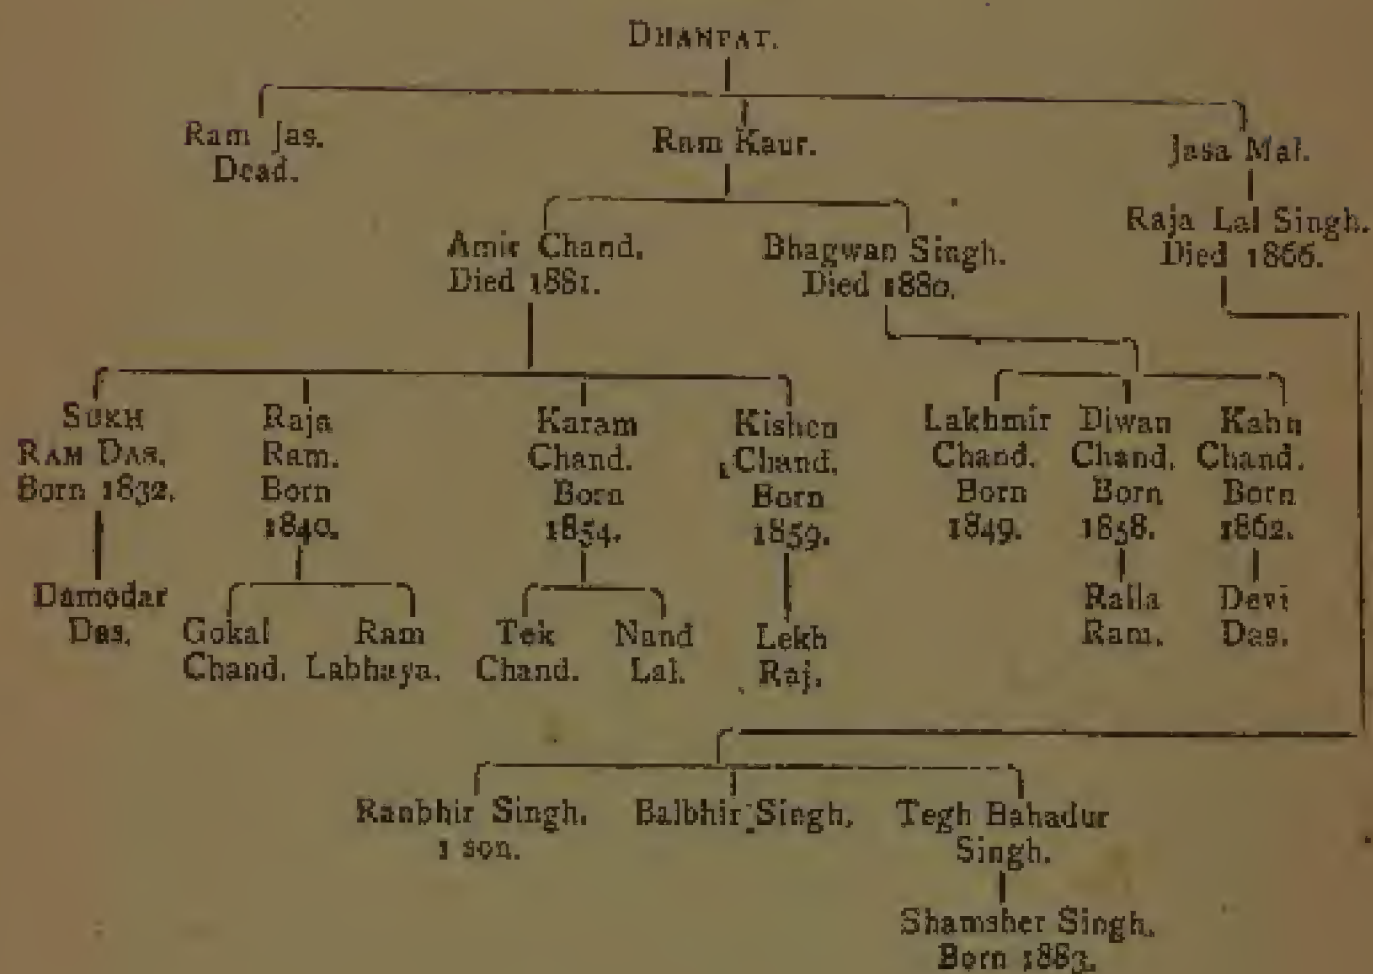 DHANPAT.
Ram Jas.
Dead.
Ram Kaur.
Jasa Mal.
Raja Lal Singh.
Died 1866.
Amir Chand.
Died 1881.
Bhagwan Singh.
Died 1880.
SUKH
RAM DAS.
Born 1832.
Raja
Ram.
Born
1840.
Karam
Chand.
Born
1854.
Kishen
Chand.
Born
1859.
Lakhmir
Chand.
Born
1849.
Diwan
Chand.
Born
1858.
Kahn
Chand.
Born
1862.
Damodar
Das.
Gokal
Chand.
Ram
Labhaya.
Tek
Chand.
Nand
Lal.
Lekh
Raj.
Ralla
Ram.
Devi
Das.
Ranbhir Singh.
1 son.
Balbhir Singh.
Tegh Bahadur
Singh.
Shamsher Singh.
Born 1883.